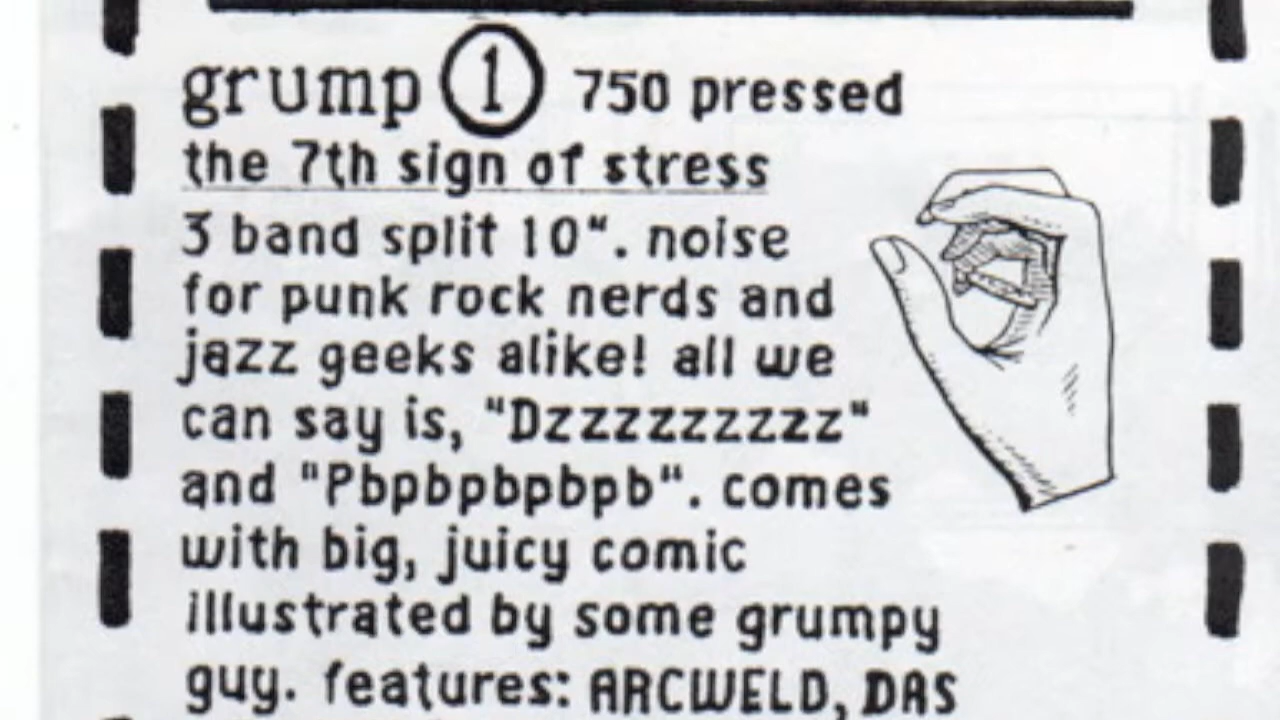 grump 1 750 pressed
the 7th sign of stress
3 band split 10". noise
for punk rock nerds and
jazz geeks alike! all we
can say is, "Dzzzzzzzzzz"
and "Pbpbpbpbpbpb". comes
with big, juicy comic
illustrated by some grumpy
guy. features: ARCWELD, DAS